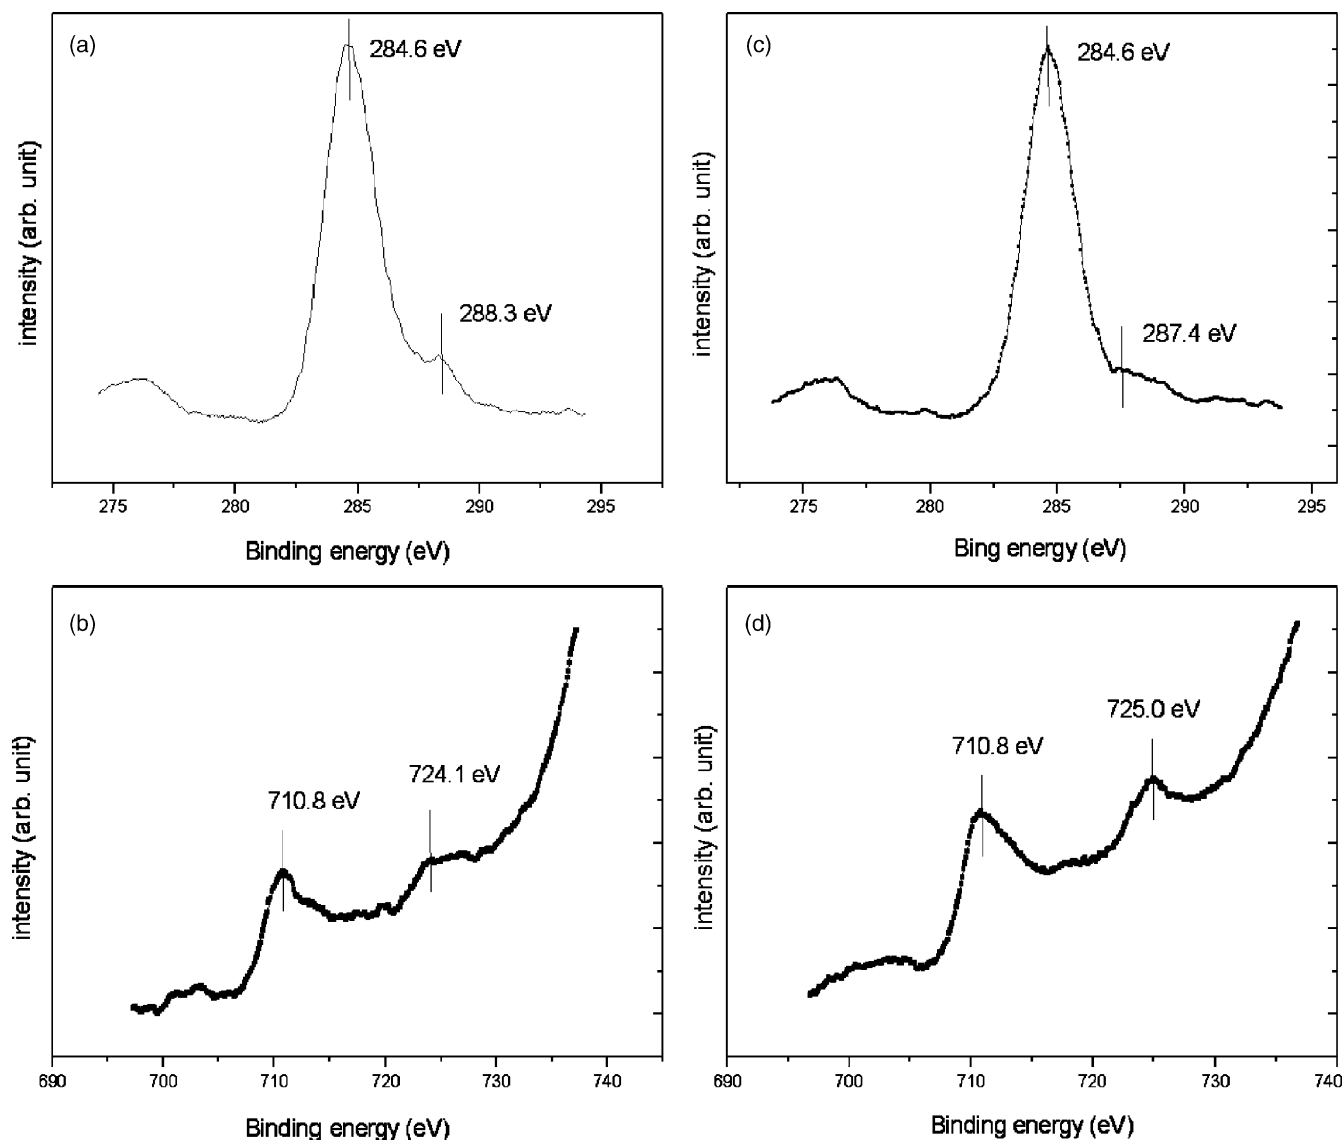 (a)
284.6 eV
288.3 eV
intensity (arb. unit)
275 280 285 290 295
Binding energy (eV)
(c)
284.6 eV
287.4 eV
intensity (arb. unit)
275 280 285 290 295
Bing energy (eV)
(b)
710.8 eV
724.1 eV
intensity (arb. unit)
690 700 710 720 730 740
Binding energy (eV)
(d)
710.8 eV
725.0 eV
intensity (arb. unit)
690 700 710 720 730 740
Binding energy (eV)